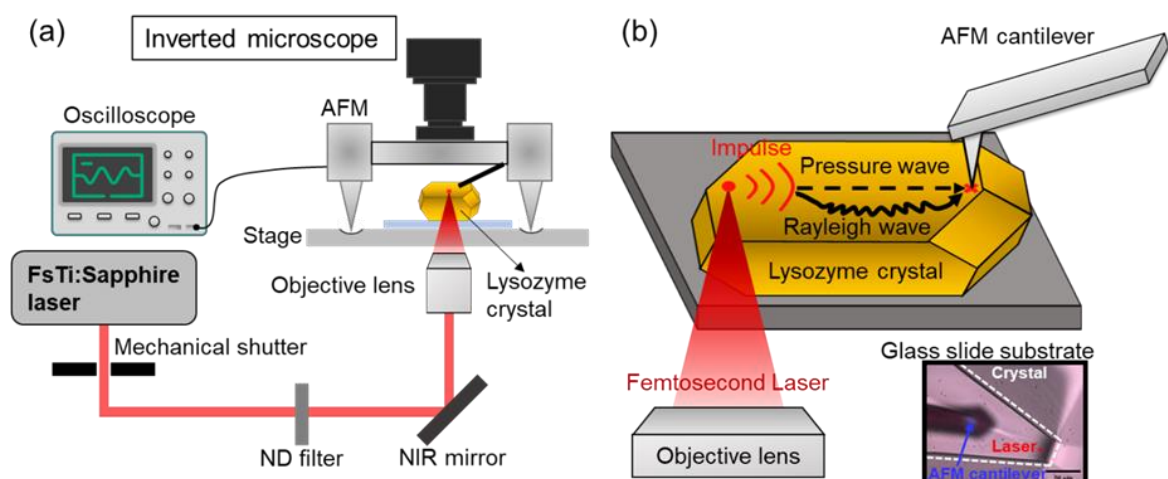 (a)
Inverted microscope
AFM
Oscilloscope
Stage
FsTi:Sapphire
laser
Objective lens
Lysozyme
crystal
Mechanical shutter
ND filter
NIR mirror
(b)
AFM cantilever
Impulse
Pressure wave
Rayleigh wave
Lysozyme crystal
Glass slide substrate
Femtosecond Laser
Objective lens
Crystal
Laser
AFM cantilever